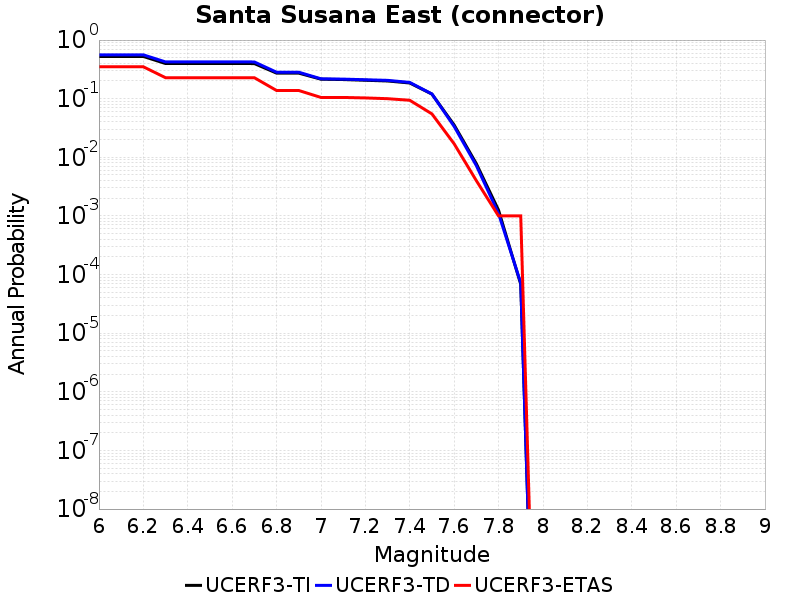 Santa Susana East (connector)
Annual Probability
10^0
10^-1
10^-2
10^-3
10^-4
10^-5
10^-6
10^-7
10^-8
6 6.2 6.4 6.6 6.8 7 7.2 7.4 7.6 7.8 8 8.2 8.4 8.6 8.8 9
Magnitude
UCERF3-TI UCERF3-TD UCERF3-ETAS